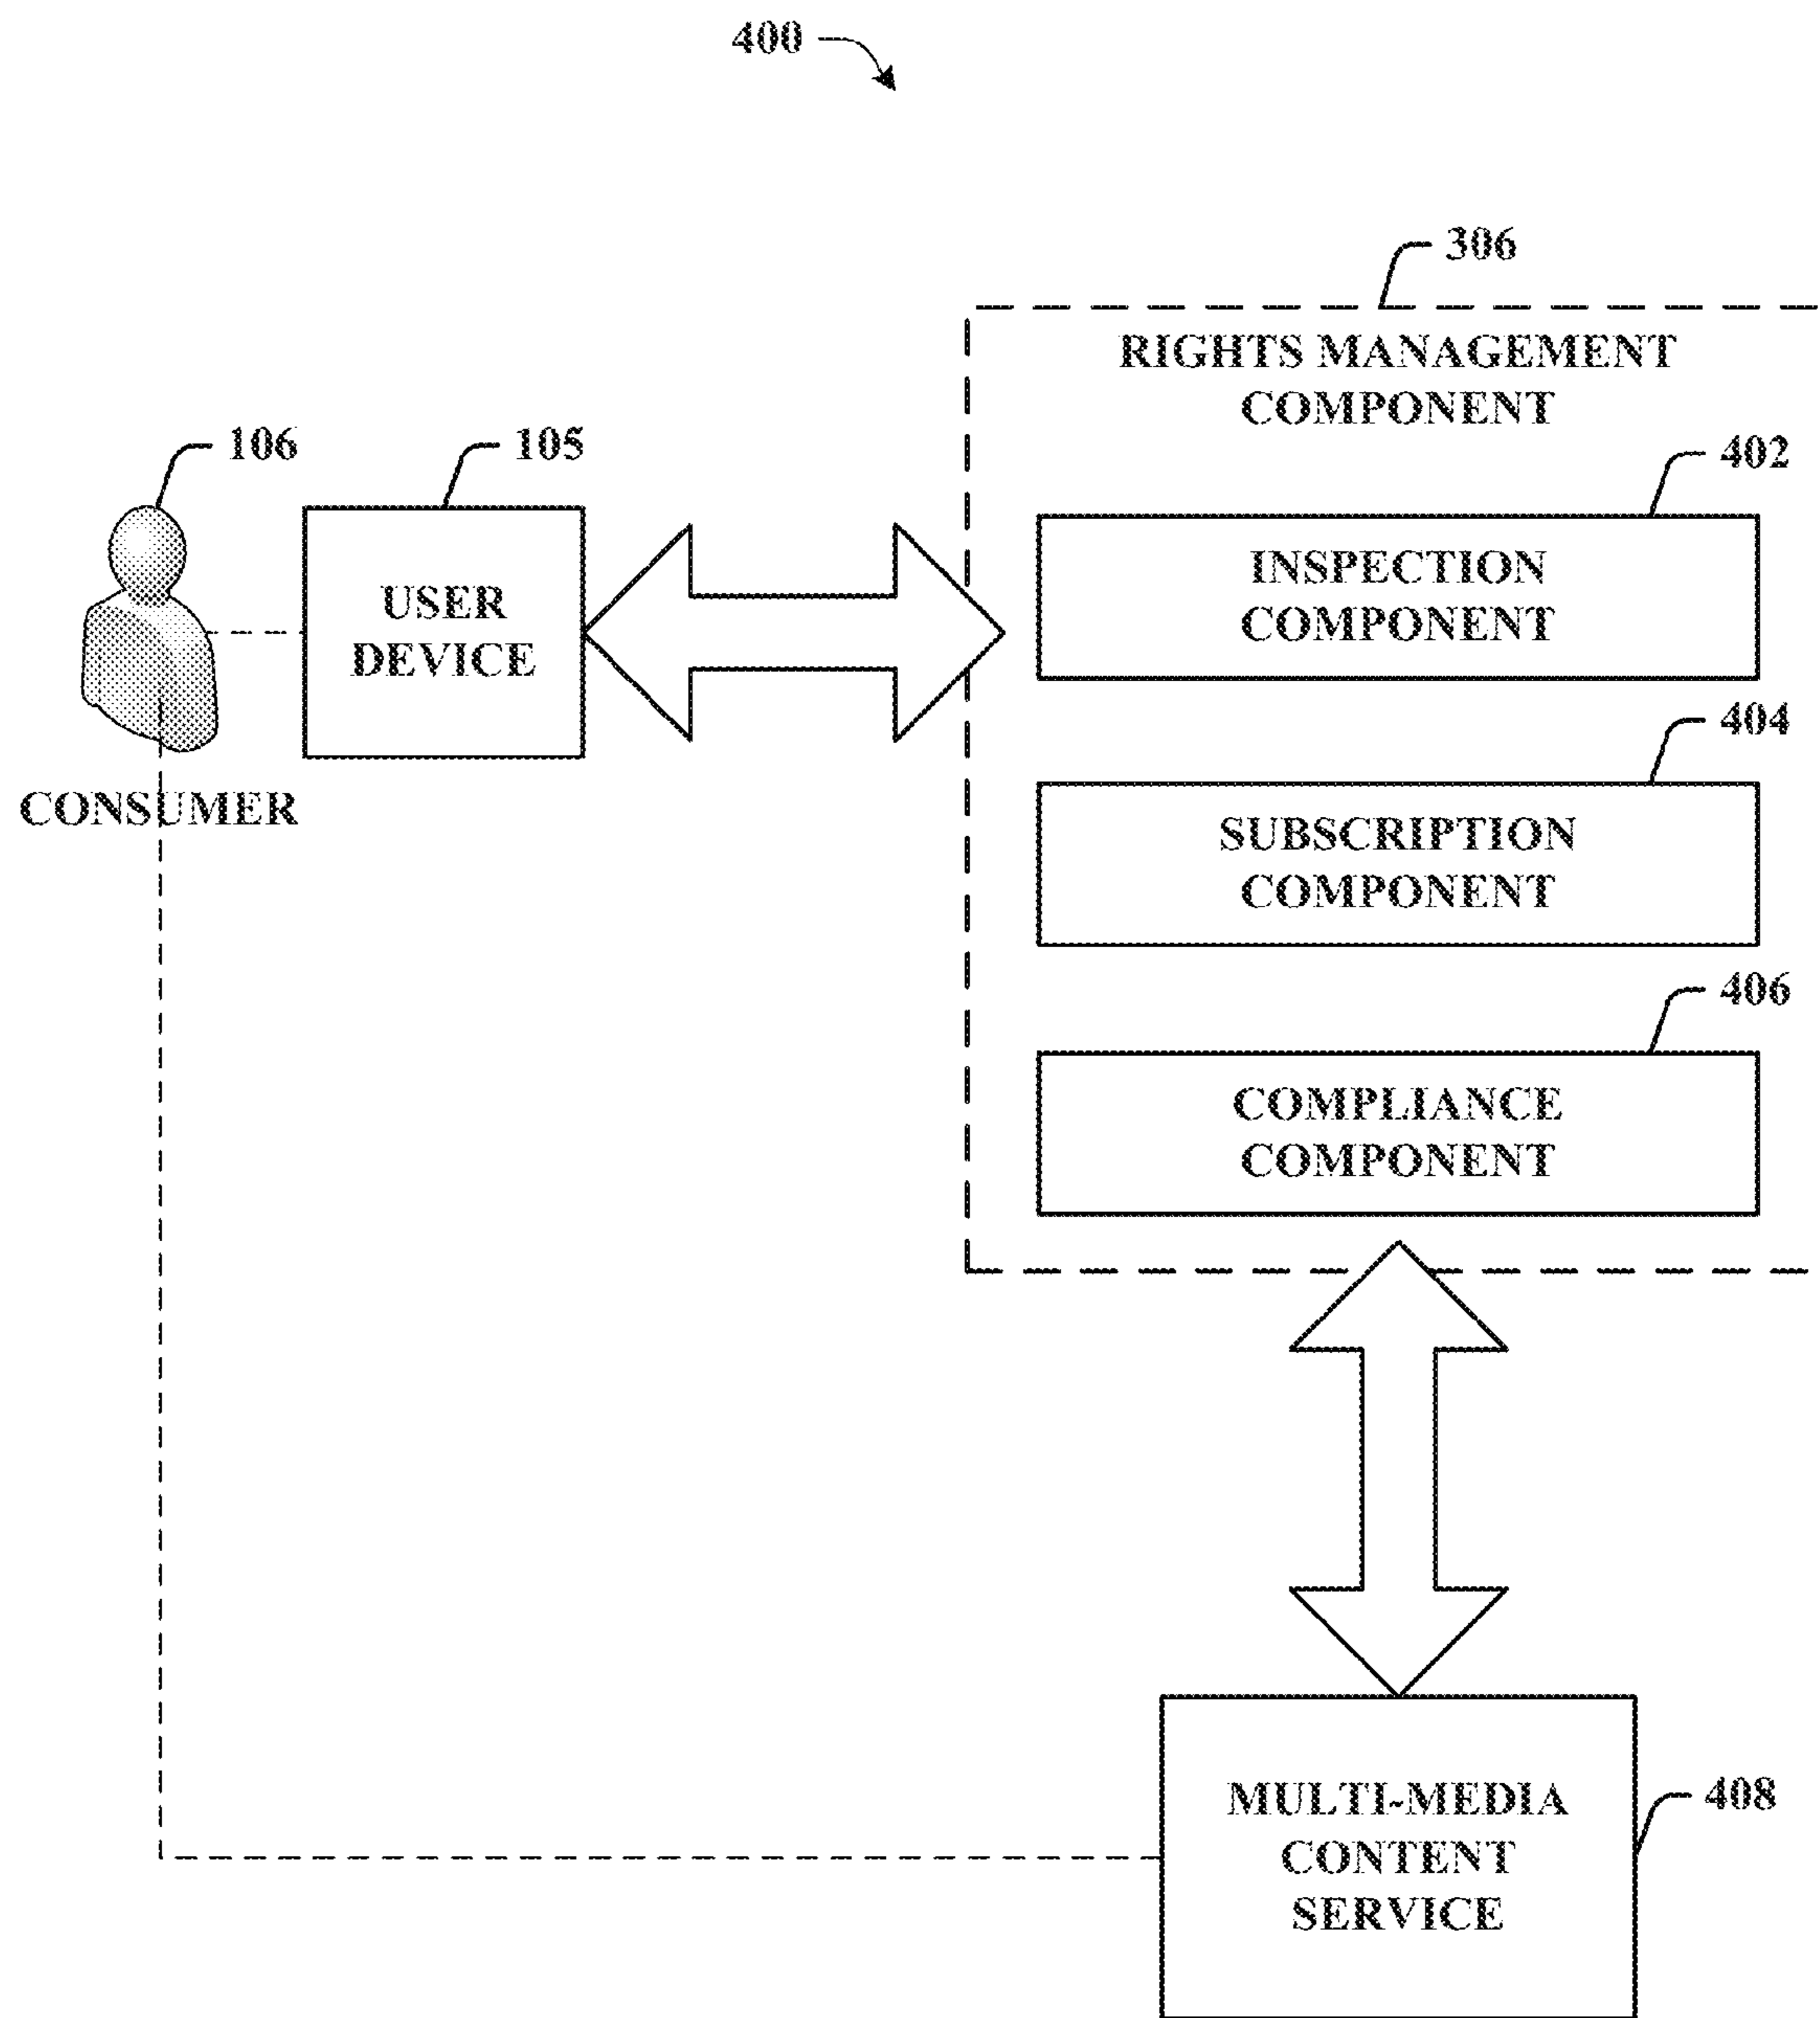 400
306
RIGHTS MANAGEMENT
COMPONENT
106
105
402
USER
DEVICE
INSPECTION
COMPONENT
CONSUMER
404
SUBSCRIPTION
COMPONENT
406
COMPLIANCE
COMPONENT
MULTI-MEDIA
CONTENT
SERVICE
408